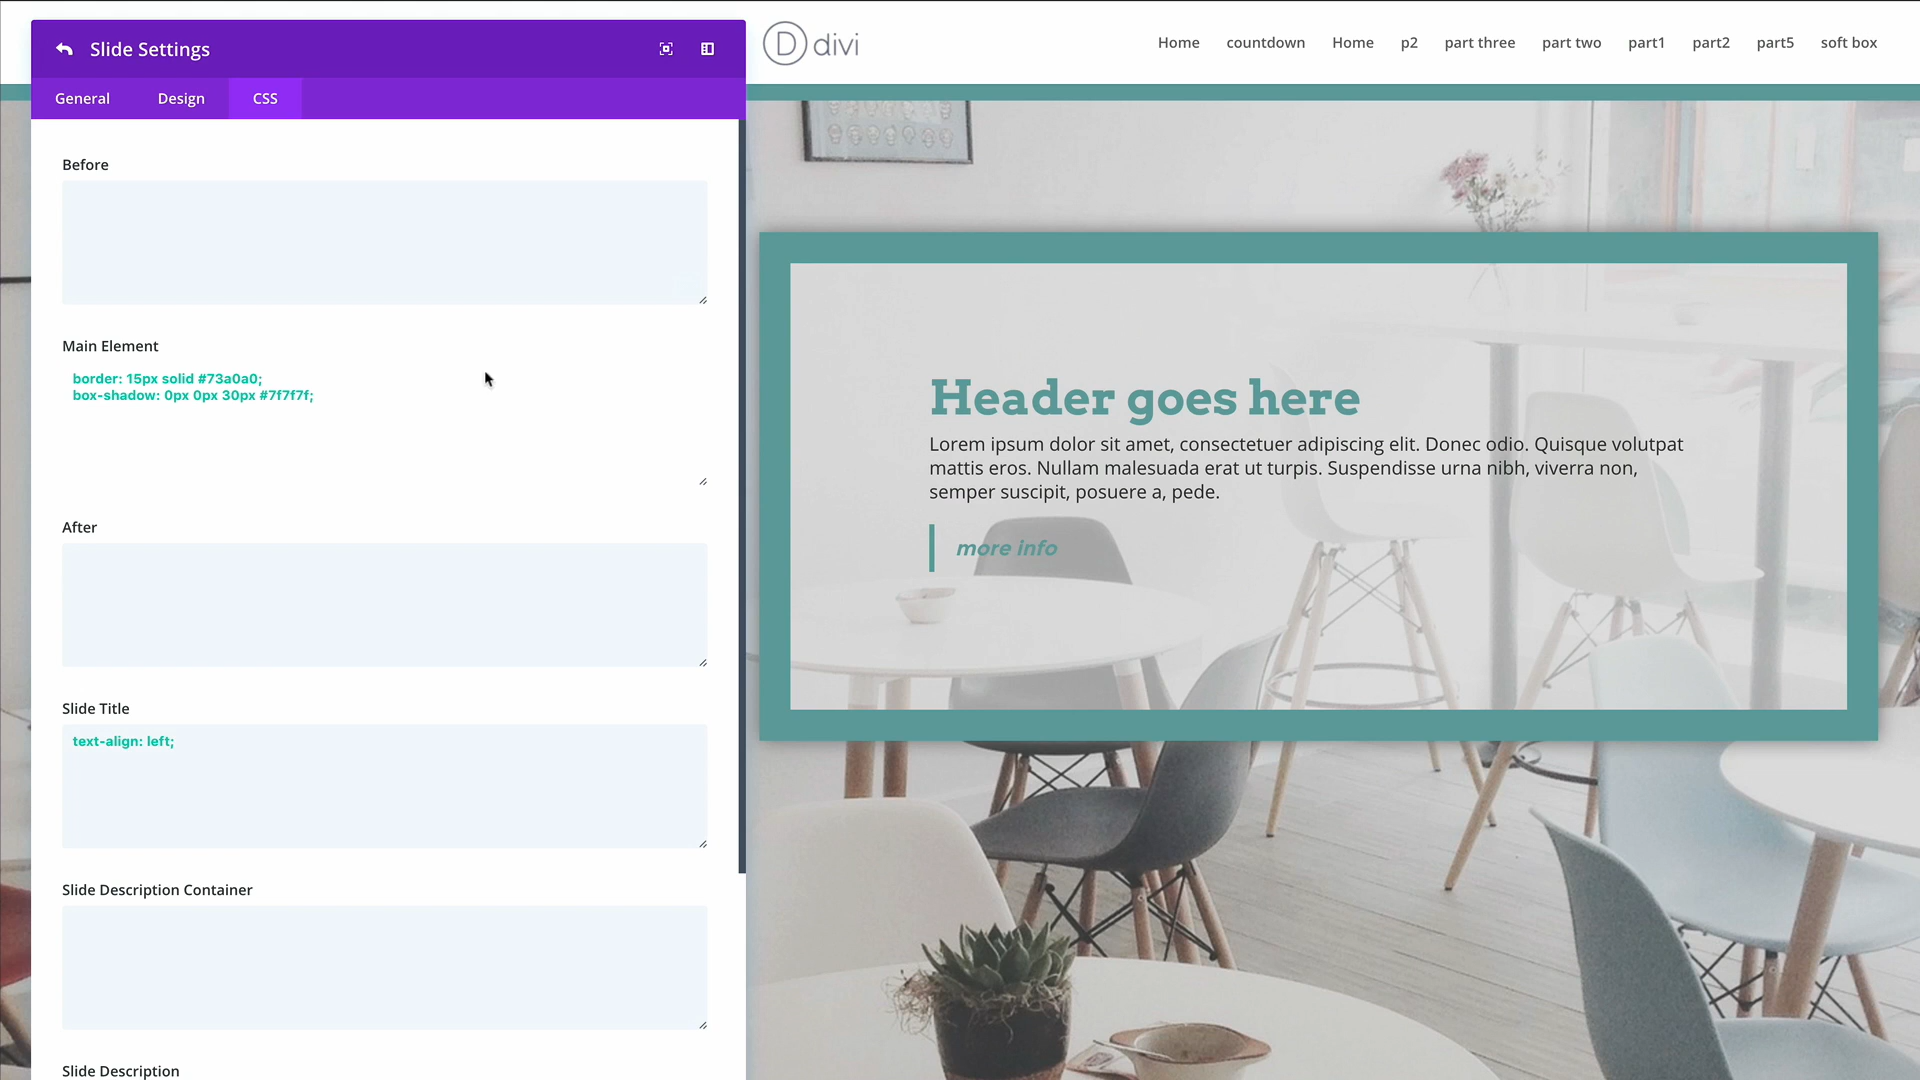 Slide Settings
General
Design
CSS
Before
Main Element
border: 15px solid #73a0a0;
box-shadow: 0px 0px 30px #7f7f7f;
After
Slide Title
text-align: left;
Slide Description Container
Slide Description
D divi
Home
countdown
Home
p2
part three
part two
part1
part2
part5
soft box
Header goes here
Lorem ipsum dolor sit amet, consectetuer adipiscing elit. Donec odio. Quisque volutpat
mattis eros. Nullam malesuada erat ut turpis. Suspendisse urna nibh, viverra non,
semper suscipit, posuere a, pede.
more info